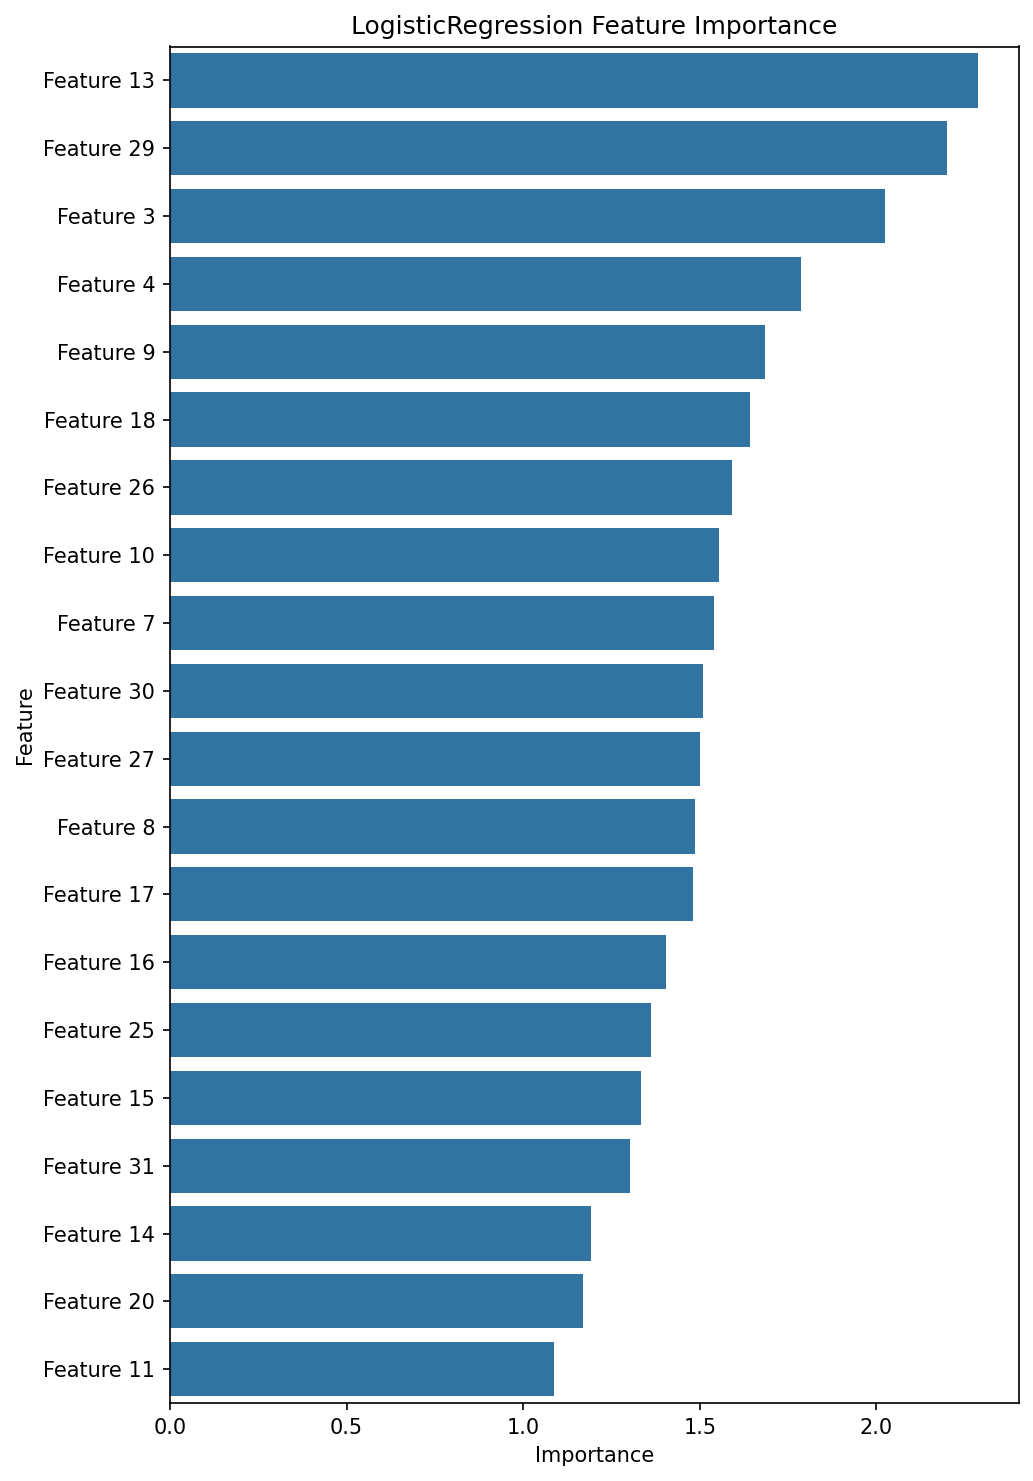 LogisticRegression Feature Importance
Feature 13
Feature 29
Feature 3
Feature 4
Feature 9
Feature 18
Feature 26
Feature 10
Feature 7
Feature 30
Feature 27
Feature 8
Feature 17
Feature 16
Feature 25
Feature 15
Feature 31
Feature 14
Feature 20
Feature 11
Feature
0.0 0.5 1.0 1.5 2.0
Importance